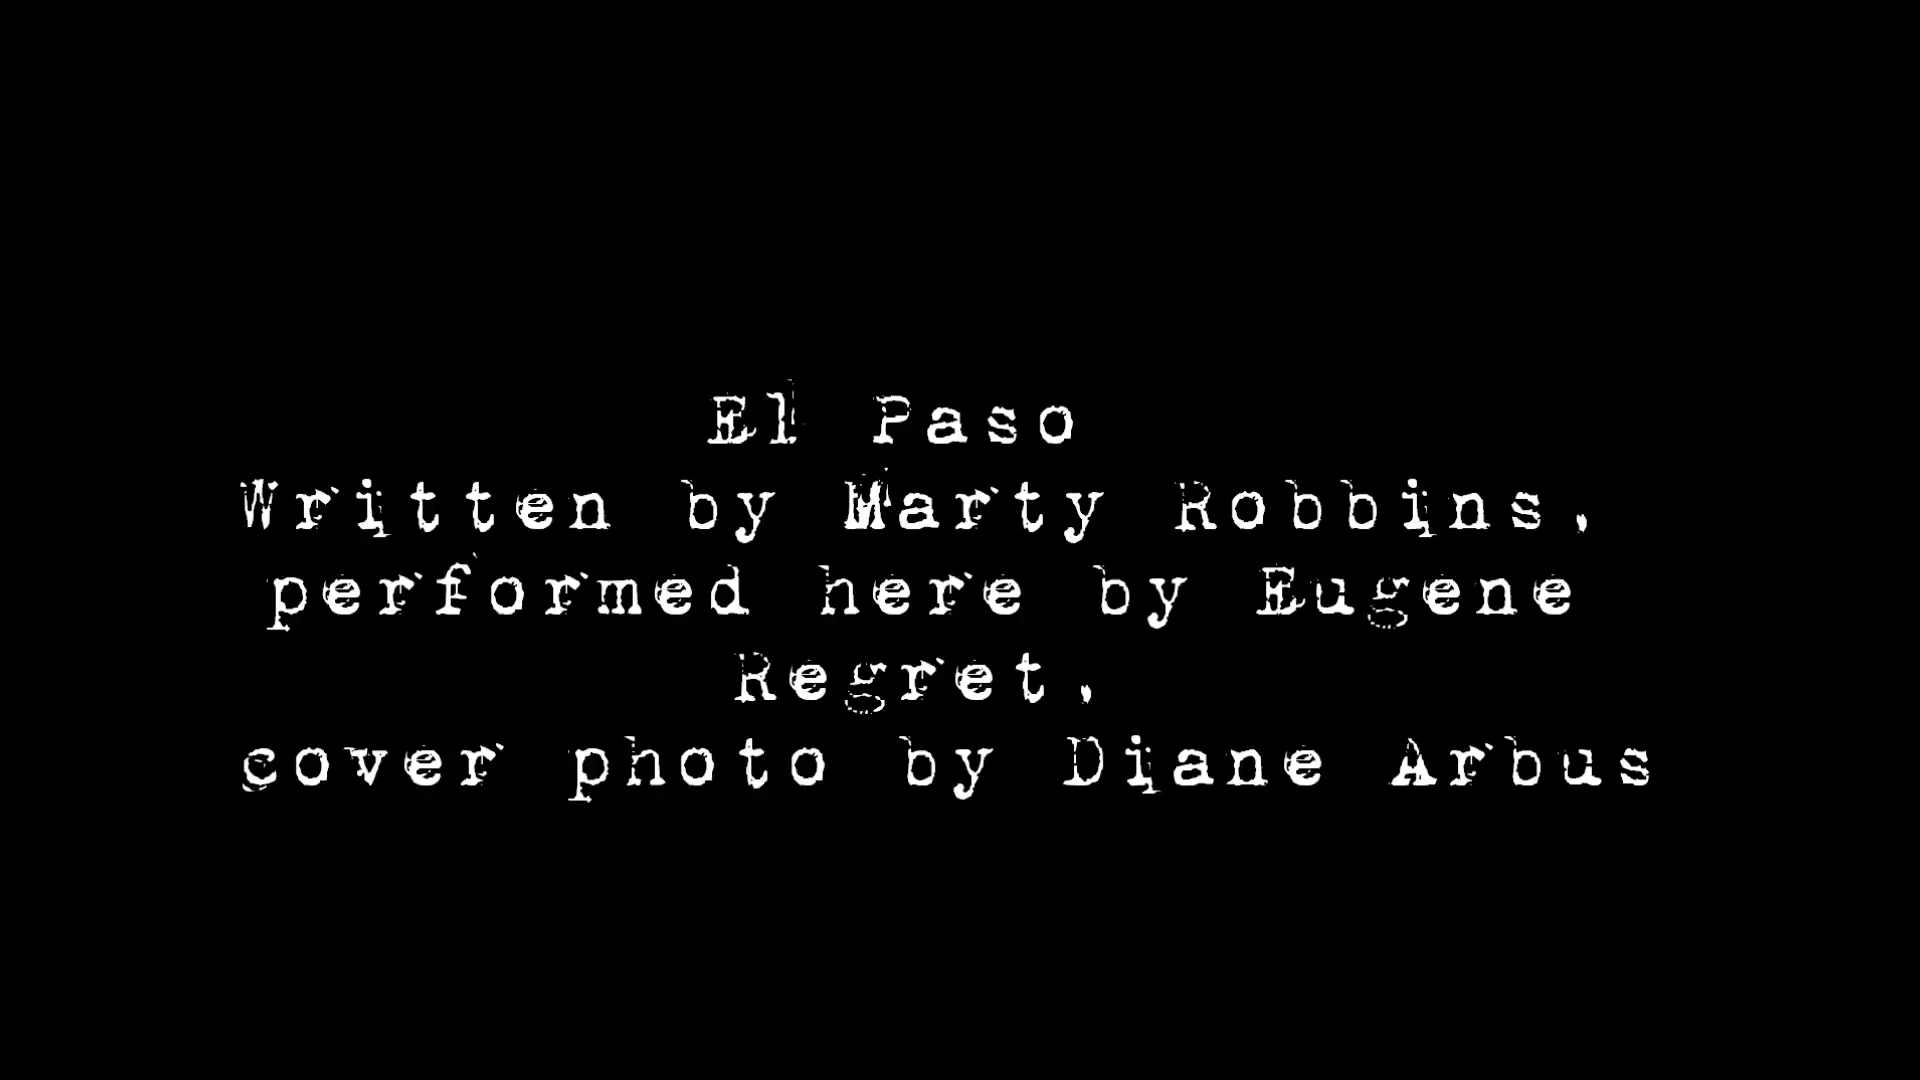 El Paso
Written by Marty Robbins,
performed here by Eugene
Regret,
cover photo by Diane Arbus